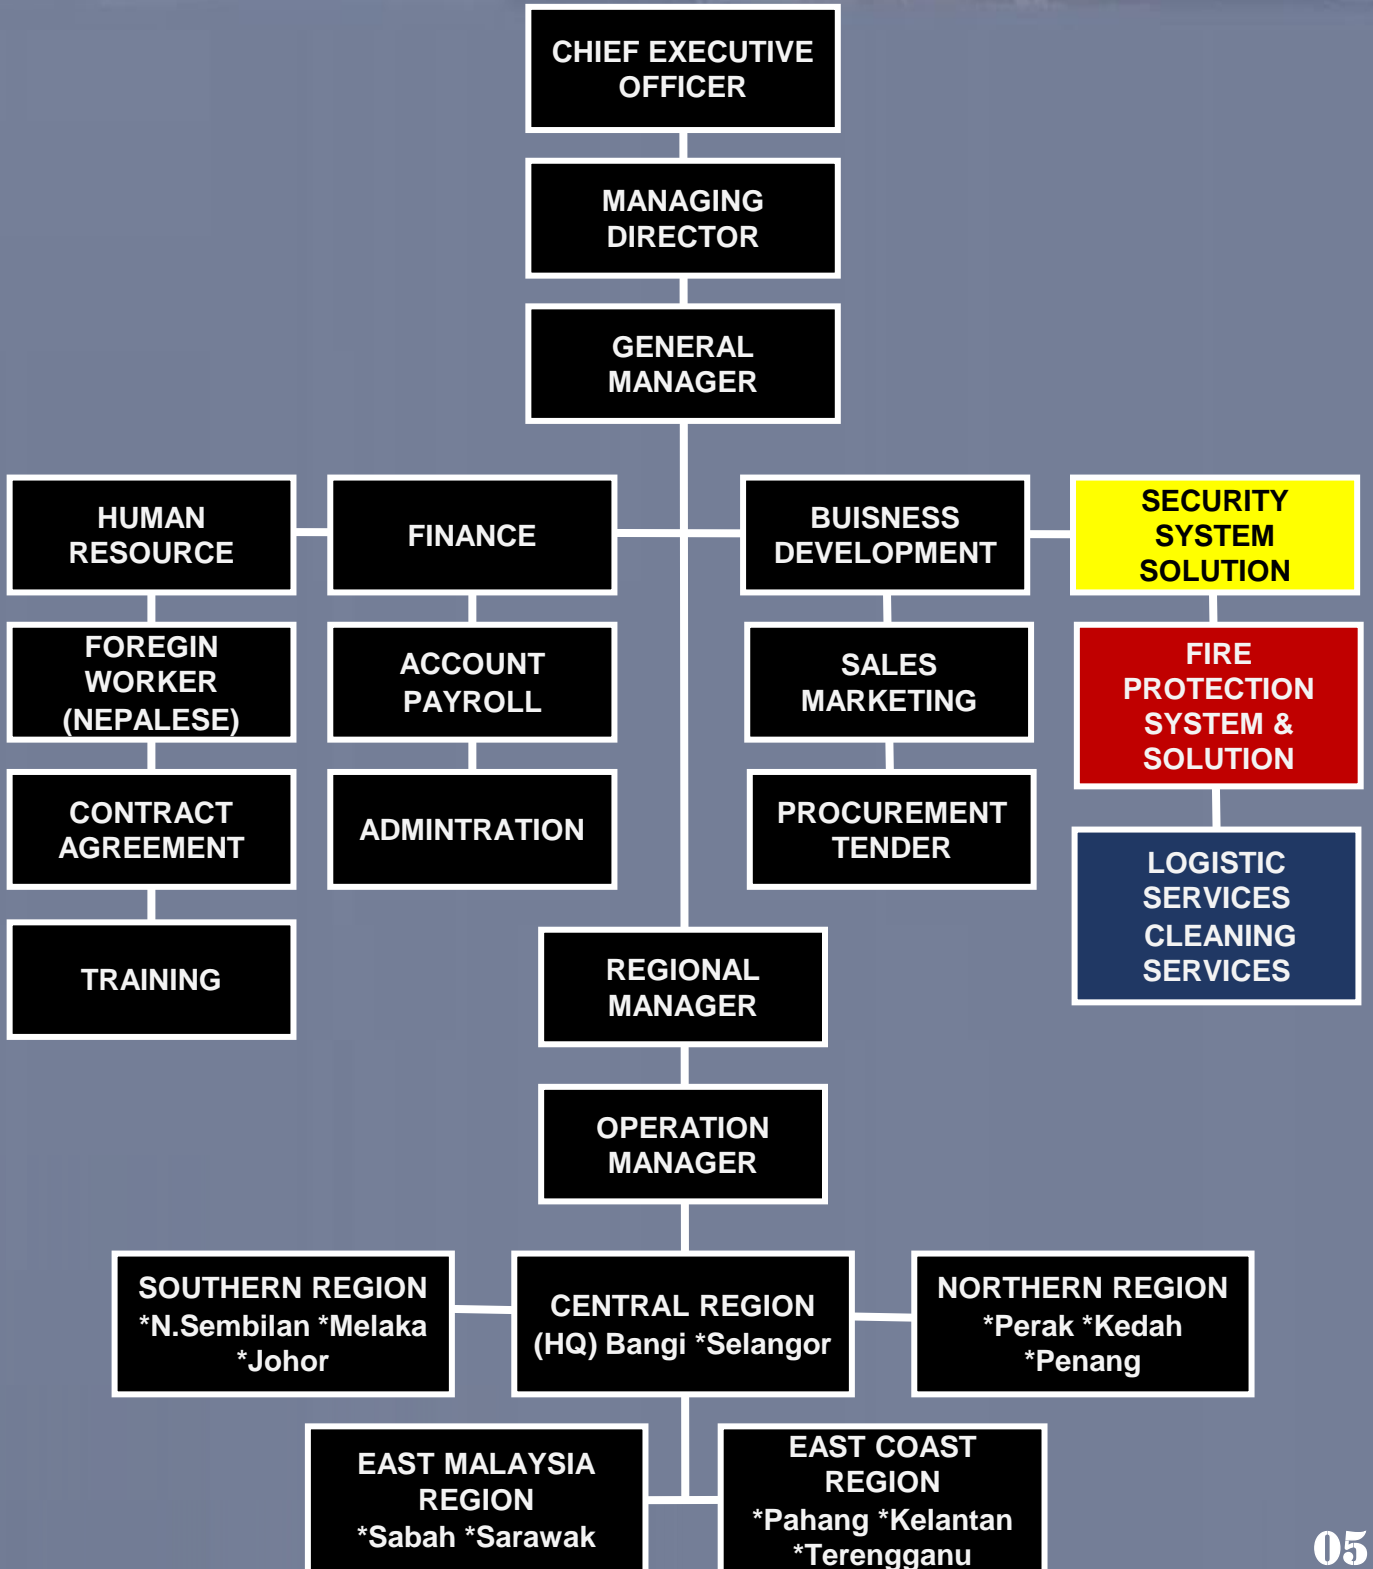 CHIEF EXECUTIVE
OFFICER
MANAGING
DIRECTOR
GENERAL
MANAGER
HUMAN
RESOURCE
FINANCE
BUISNESS
DEVELOPMENT
SECURITY
SYSTEM
SOLUTION
FOREGIN
WORKER
(NEPALESE)
ACCOUNT
PAYROLL
SALES
MARKETING
FIRE
PROTECTION
SYSTEM &
SOLUTION
CONTRACT
AGREEMENT
ADMINTRATION
PROCUREMENT
TENDER
LOGISTIC
SERVICES
CLEANING
SERVICES
TRAINING
REGIONAL
MANAGER
OPERATION
MANAGER
SOUTHERN REGION
*N.Sembilan *Melaka
*Johor
CENTRAL REGION
(HQ) Bangi *Selangor
NORTHERN REGION
*Perak *Kedah
*Penang
EAST MALAYSIA
REGION
*Sabah *Sarawak
EAST COAST
REGION
*Pahang *Kelantan
*Terengganu
05